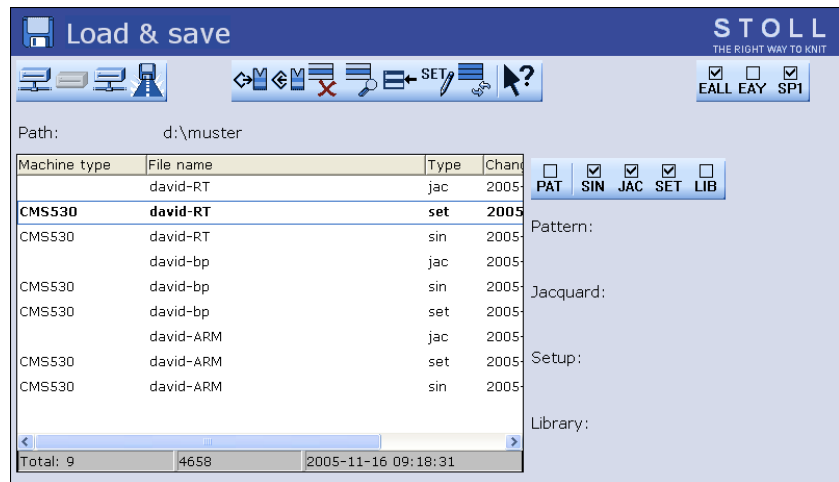 Load & save
STOLL
THE RIGHT WAY TO KNIT
SET ?
EALL EAY SP1
Path: d:\muster
Machine type File name Type Chang
david-RT jac 2005-
CMS530 david-RT set 2005
CMS530 david-RT sin 2005-
david-bp jac 2005-
CMS530 david-bp sin 2005-
CMS530 david-bp set 2005-
david-ARM jac 2005-
CMS530 david-ARM set 2005-
CMS530 david-ARM sin 2005-
Total: 9 4658 2005-11-16 09:18:31
PAT SIN JAC SET LIB
Pattern:
Jacquard:
Setup:
Library: